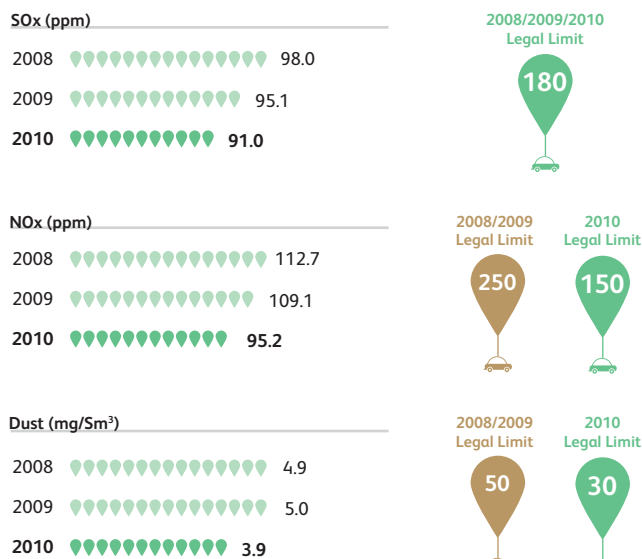 SOx (ppm)
2008 98.0
2009 95.1
2010 91.0
2008/2009/2010
Legal Limit
180
NOx (ppm)
2008 112.7
2009 109.1
2010 95.2
2008/2009
Legal Limit
250
2010
Legal Limit
150
Dust (mg/Sm³)
2008 4.9
2009 5.0
2010 3.9
2008/2009
Legal Limit
50
2010
Legal Limit
30